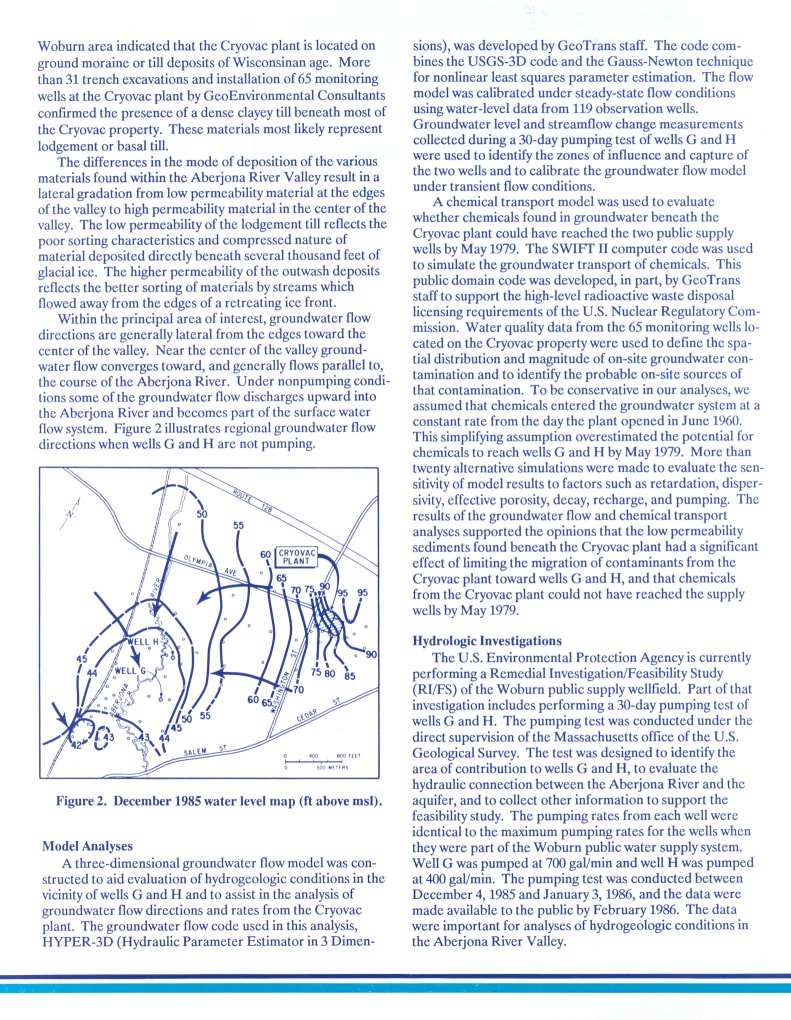 Woburn area indicated that the Cryovac plant is located on
ground moraine or till deposits of Wisconsinan age. More
than 31 trench excavations and installation of 65 monitoring
wells at the Cryovac plant by GeoEnvironmental Consultants
confirmed the presence of a dense clayey till beneath most of
the Cryovac property. These materials most likely represent
lodgement or basal till.
The differences in the mode of deposition of the various
materials found within the Aberjona River Valley result in a
lateral gradation from low permeability material at the edges
of the valley to high permeability material in the center of the
valley. The low permeability of the lodgement till reflects the
poor sorting characteristics and compressed nature of
material deposited directly beneath several thousand feet of
glacial ice. The higher permeability of the outwash deposits
reflects the better sorting of materials by streams which
flowed away from the edges of a retreating ice front.
Within the principal area of interest, groundwater flow
directions are generally lateral from the edges toward the
center of the valley. Near the center of the valley ground-
water flow converges toward, and generally flows parallel to,
the course of the Aberjona River. Under nonpumping condi-
tions some of the groundwater flow discharges upward into
the Aberjona River and becomes part of the surface water
flow system. Figure 2 illustrates regional groundwater flow
directions when wells G and H are not pumping.
N
ROUTE 128
50
55
60
CRYOVAC
PLANT
OLYMPIA AVE
65
70
75
90
95
95
RIVER
WELL H
45
44
WELL G
ABERJONA
WASHINGTON ST
90
75
80
85
70
60
65
CEDAR ST
55
50
45
44
43
43
42
SALEM ST
0 400 800 FEET
0 500 METERS
Figure 2. December 1985 water level map (ft above msl).
Model Analyses
A three-dimensional groundwater flow model was con-
structed to aid evaluation of hydrogeologic conditions in the
vicinity of wells G and H and to assist in the analysis of
groundwater flow directions and rates from the Cryovac
plant. The groundwater flow code used in this analysis,
HYPER-3D (Hydraulic Parameter Estimator in 3 Dimen-
sions), was developed by GeoTrans staff. The code com-
bines the USGS-3D code and the Gauss-Newton technique
for nonlinear least squares parameter estimation. The flow
model was calibrated under steady-state flow conditions
using water-level data from 119 observation wells.
Groundwater level and streamflow change measurements
collected during a 30-day pumping test of wells G and H
were used to identify the zones of influence and capture of
the two wells and to calibrate the groundwater flow model
under transient flow conditions.
A chemical transport model was used to evaluate
whether chemicals found in groundwater beneath the
Cryovac plant could have reached the two public supply
wells by May 1979. The SWIFT II computer code was used
to simulate the groundwater transport of chemicals. This
public domain code was developed, in part, by GeoTrans
staff to support the high-level radioactive waste disposal
licensing requirements of the U.S. Nuclear Regulatory Com-
mission. Water quality data from the 65 monitoring wells lo-
cated on the Cryovac property were used to define the spa-
tial distribution and magnitude of on-site groundwater con-
tamination and to identify the probable on-site sources of
that contamination. To be conservative in our analyses, we
assumed that chemicals entered the groundwater system at a
constant rate from the day the plant opened in June 1960.
This simplifying assumption overestimated the potential for
chemicals to reach wells G and H by May 1979. More than
twenty alternative simulations were made to evaluate the sen-
sitivity of model results to factors such as retardation, disper-
sivity, effective porosity, decay, recharge, and pumping. The
results of the groundwater flow and chemical transport
analyses supported the opinions that the low permeability
sediments found beneath the Cryovac plant had a significant
effect of limiting the migration of contaminants from the
Cryovac plant toward wells G and H, and that chemicals
from the Cryovac plant could not have reached the supply
wells by May 1979.
Hydrologic Investigations
The U.S. Environmental Protection Agency is currently
performing a Remedial Investigation/Feasibility Study
(RI/FS) of the Woburn public supply wellfield. Part of that
investigation includes performing a 30-day pumping test of
wells G and H. The pumping test was conducted under the
direct supervision of the Massachusetts office of the U.S.
Geological Survey. The test was designed to identify the
area of contribution to wells G and H, to evaluate the
hydraulic connection between the Aberjona River and the
aquifer, and to collect other information to support the
feasibility study. The pumping rates from each well were
identical to the maximum pumping rates for the wells when
they were part of the Woburn public water supply system.
Well G was pumped at 700 gal/min and well H was pumped
at 400 gal/min. The pumping test was conducted between
December 4, 1985 and January 3, 1986, and the data were
made available to the public by February 1986. The data
were important for analyses of hydrogeologic conditions in
the Aberjona River Valley.